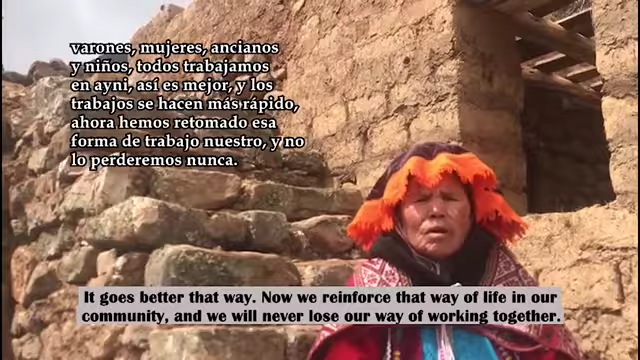 varones, mujeres, ancianos
y niños, todos trabajamos
en ayni, así es mejor, y los
trabajos se hacen más rápido,
ahora hemos retomado esa
forma de trabajo nuestro, y no
lo perderemos nunca.
It goes better that way. Now we reinforce that way of life in our
community, and we will never lose our way of working together.